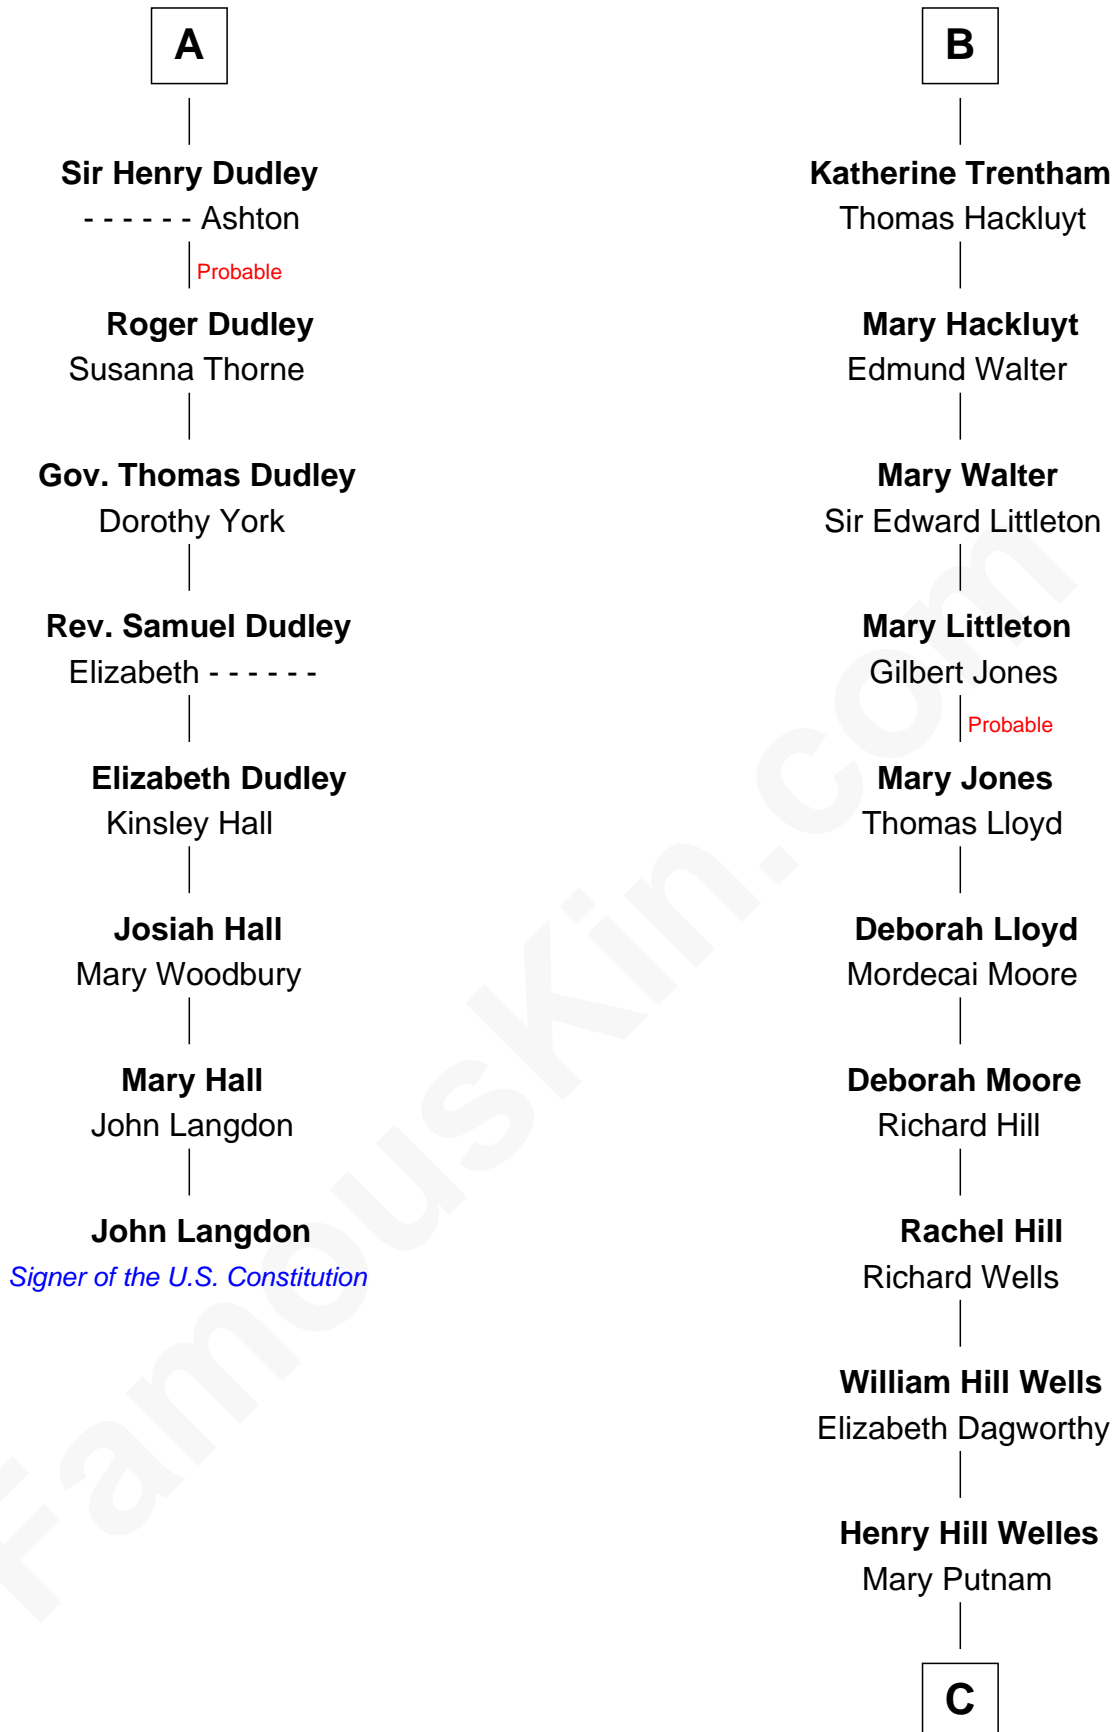 A
Sir Henry Dudley
- - - - - - Ashton
Probable
Roger Dudley
Susanna Thorne
Gov. Thomas Dudley
Dorothy York
Rev. Samuel Dudley
Elizabeth - - - - - -
Elizabeth Dudley
Kinsley Hall
Josiah Hall
Mary Woodbury
Mary Hall
John Langdon
John Langdon
Signer of the U.S. Constitution
B
Katherine Trentham
Thomas Hackluyt
Mary Hackluyt
Edmund Walter
Mary Walter
Sir Edward Littleton
Mary Littleton
Gilbert Jones
Probable
Mary Jones
Thomas Lloyd
Deborah Lloyd
Mordecai Moore
Deborah Moore
Richard Hill
Rachel Hill
Richard Wells
William Hill Wells
Elizabeth Dagworthy
Henry Hill Welles
Mary Putnam
C
FamousKin.com